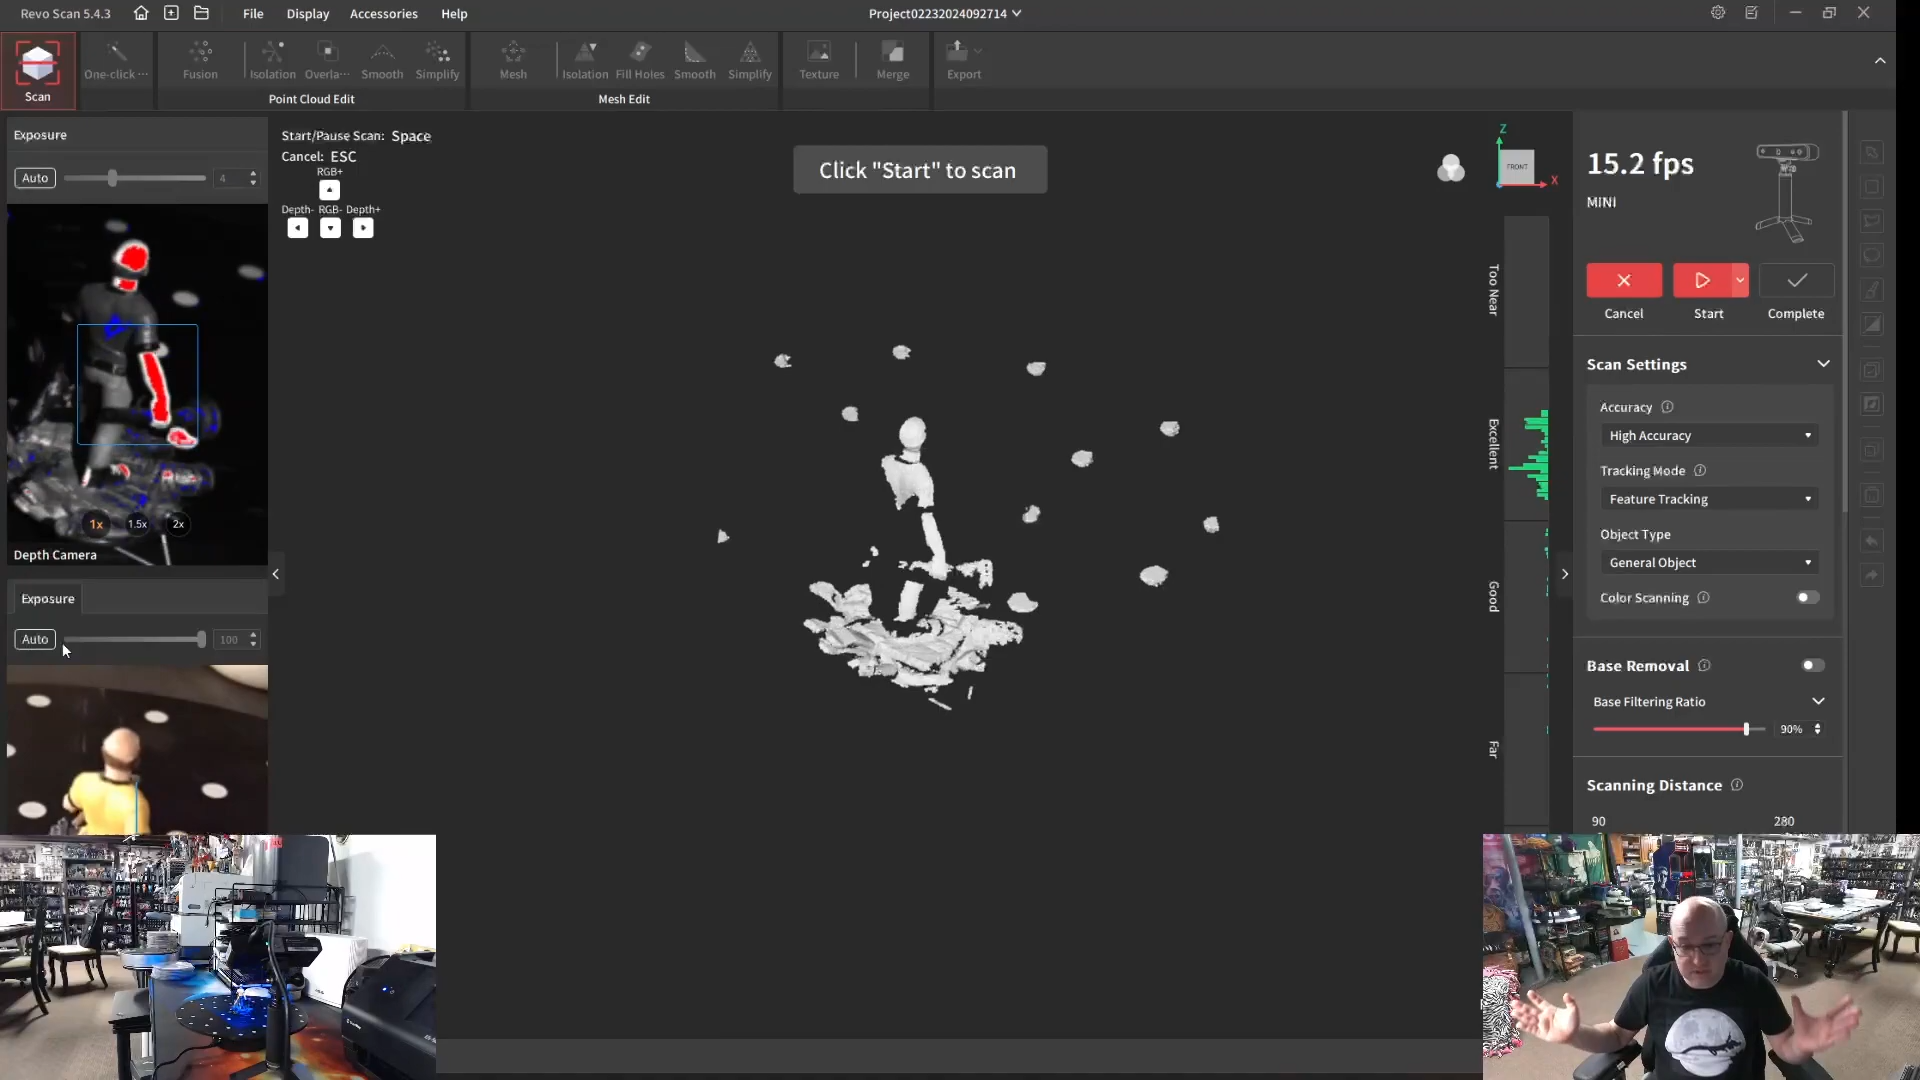 Revo Scan 5.4.3
File
Display
Accessories
Help
Project02232024092714
Scan
One-click ···
Fusion
Isolation
Overla···
Smooth
Simplify
Point Cloud Edit
Mesh
Isolation
Fill Holes
Smooth
Simplify
Mesh Edit
Texture
Merge
Export
Exposure
Auto
4
1x
1.5x
2x
Depth Camera
Exposure
Auto
100
Start/Pause Scan: Space
Cancel: ESC
RGB+
Depth- RGB- Depth+
Click "Start" to scan
Z
FRONT
X
Too Near
Excellent
Good
Far
15.2 fps
MINI
Cancel
Start
Complete
Scan Settings
Accuracy
High Accuracy
Tracking Mode
Feature Tracking
Object Type
General Object
Color Scanning
Base Removal
Base Filtering Ratio
90%
Scanning Distance
90
280